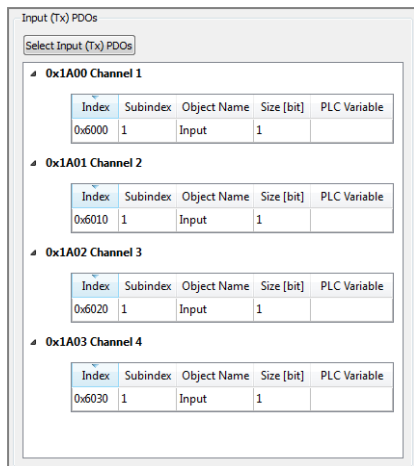 Input (Tx) PDOs
Select Input (Tx) PDOs
0x1A00 Channel 1
Index Subindex Object Name Size [bit] PLC Variable
0x6000 1 Input 1
0x1A01 Channel 2
Index Subindex Object Name Size [bit] PLC Variable
0x6010 1 Input 1
0x1A02 Channel 3
Index Subindex Object Name Size [bit] PLC Variable
0x6020 1 Input 1
0x1A03 Channel 4
Index Subindex Object Name Size [bit] PLC Variable
0x6030 1 Input 1